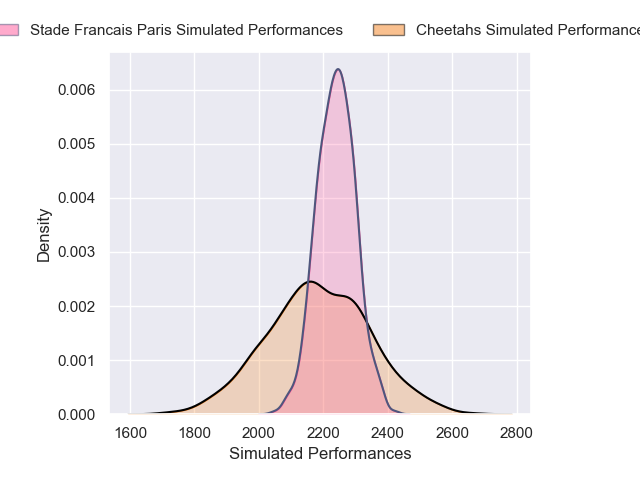 Stade Francais Paris Simulated Performances Cheetahs Simulated Performance
0.006
0.005
0.004
0.003
0.002
0.001
0.000
Density
1600 1800 2000 2200 2400 2600 2800
Simulated Performances